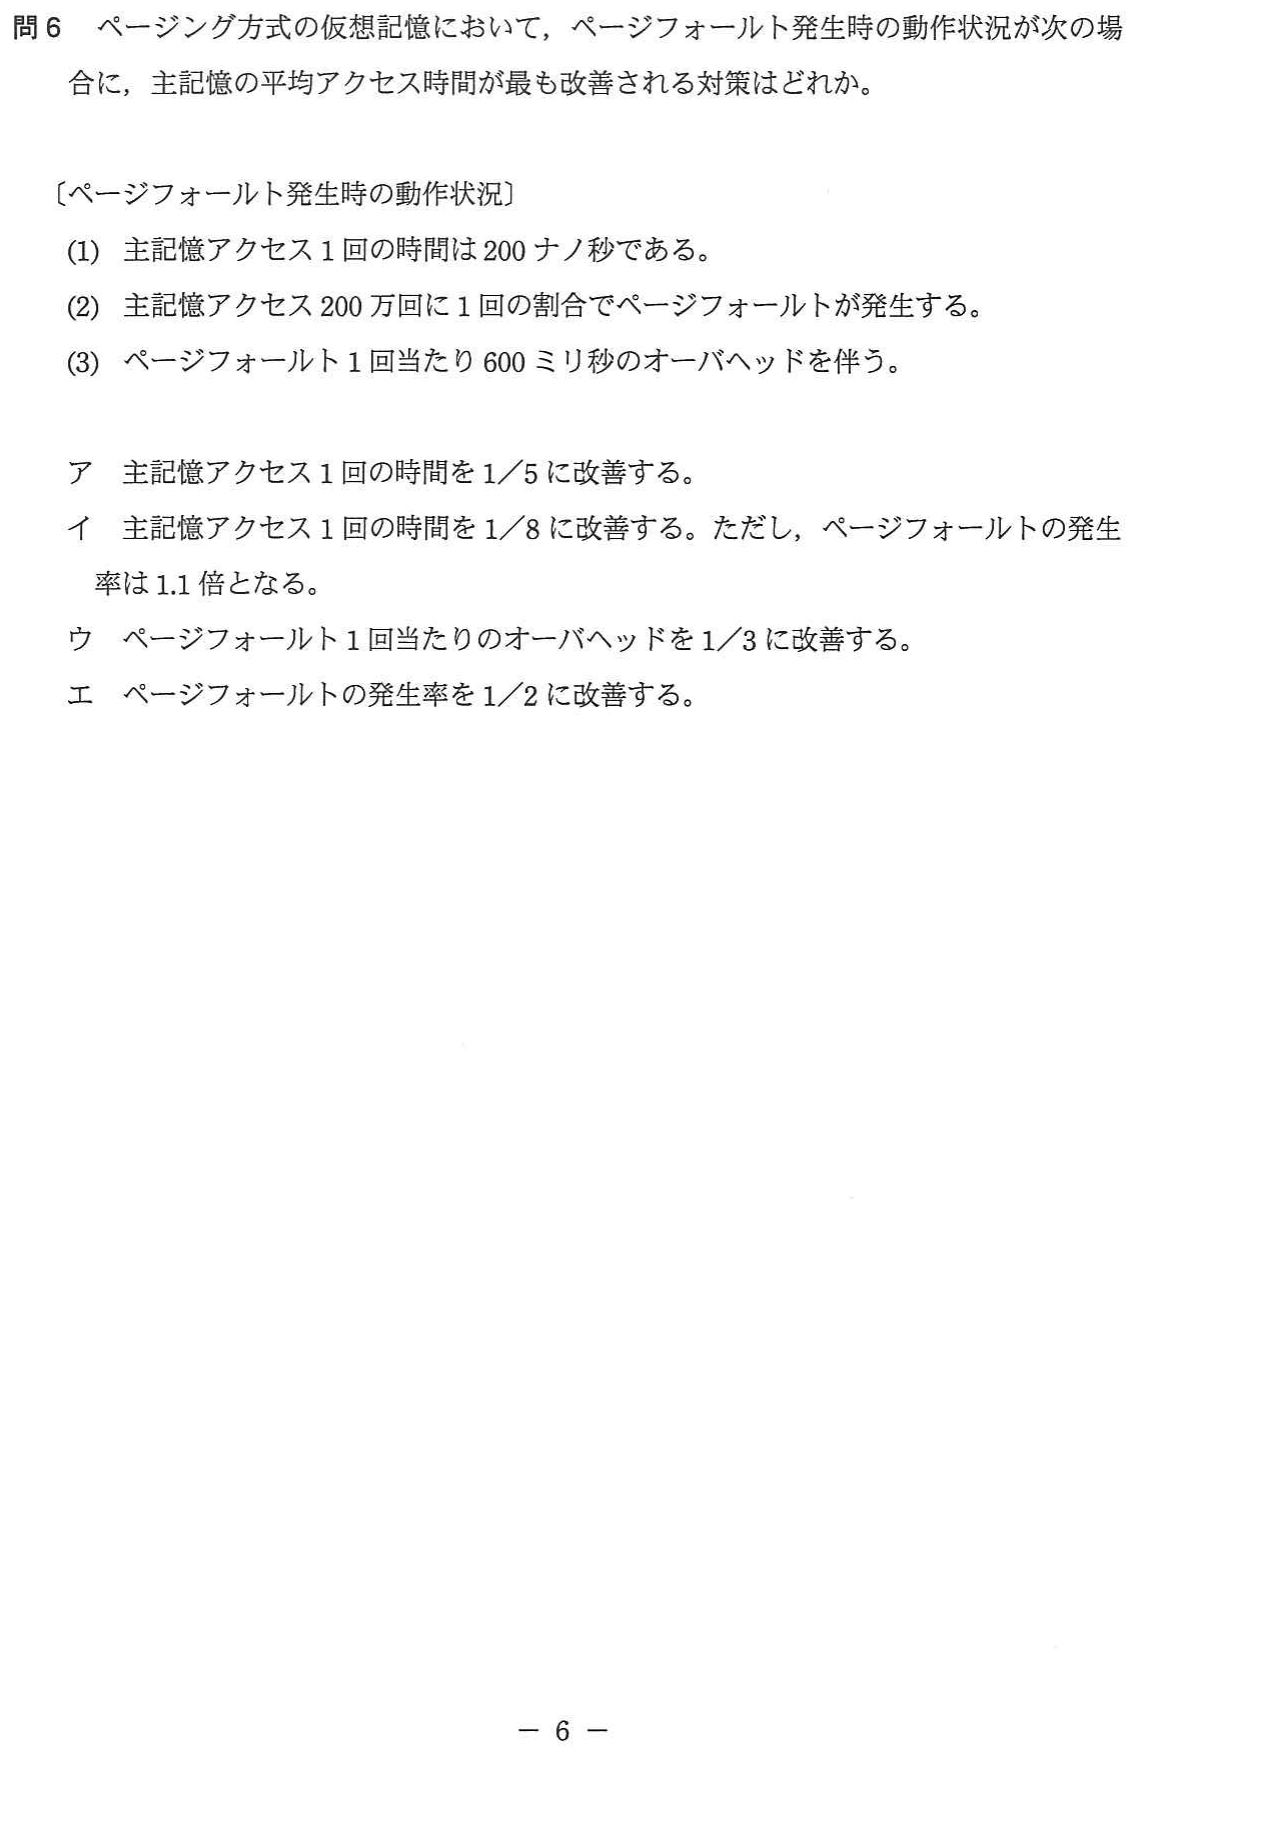 問6　ページング方式の仮想記憶において，ページフォールト発生時の動作状況が次の場
合に，主記憶の平均アクセス時間が最も改善される対策はどれか。
〔ページフォールト発生時の動作状況〕
(1)　主記憶アクセス1回の時間は200ナノ秒である。
(2)　主記憶アクセス200万回に1回の割合でページフォールトが発生する。
(3)　ページフォールト1回当たり600ミリ秒のオーバヘッドを伴う。
ア　主記憶アクセス1回の時間を1／5に改善する。
イ　主記憶アクセス1回の時間を1／8に改善する。ただし，ページフォールトの発生
率は1.1倍となる。
ウ　ページフォールト1回当たりのオーバヘッドを1／3に改善する。
エ　ページフォールトの発生率を1／2に改善する。
－ 6 －